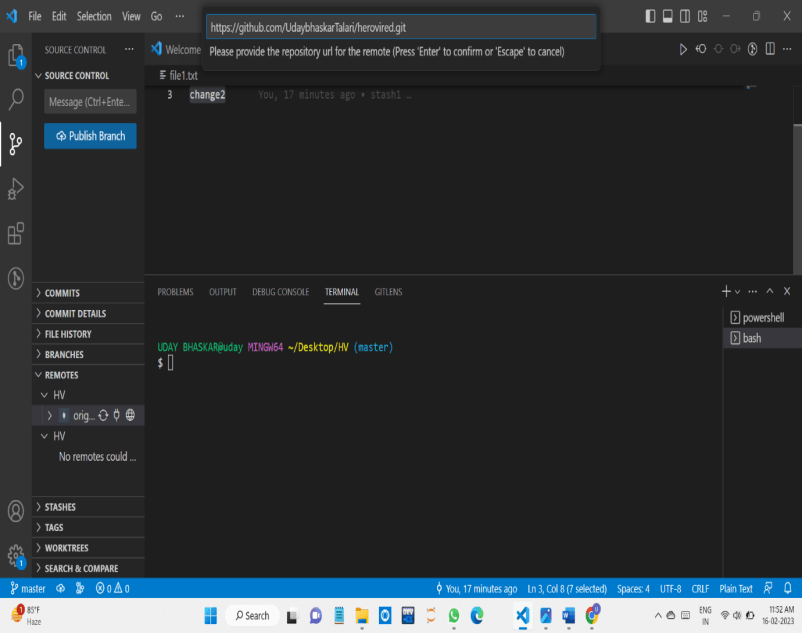 File Edit Selection View Go ···
https://github.com/UdaybhaskarTalari/herovired.git
Please provide the repository url for the remote (Press 'Enter' to confirm or 'Escape' to cancel)
SOURCE CONTROL ···
Welcome
SOURCE CONTROL
file1.txt
Message (Ctrl+Ente...
3 change2 You, 17 minutes ago • stash1 …
Publish Branch
1
COMMITS
COMMIT DETAILS
FILE HISTORY
BRANCHES
REMOTES
HV
orig...
HV
No remotes could ...
STASHES
TAGS
WORKTREES
SEARCH & COMPARE
PROBLEMS OUTPUT DEBUG CONSOLE TERMINAL GITLENS
powershell
bash
UDAY BHASKAR@uday MINGW64 ~/Desktop/HV (master)
$
1
master 0 0 You, 17 minutes ago Ln 3, Col 8 (7 selected) Spaces: 4 UTF-8 CRLF Plain Text
1 85°F
Haze
Search
ENG
IN
11:52 AM
16-02-2023